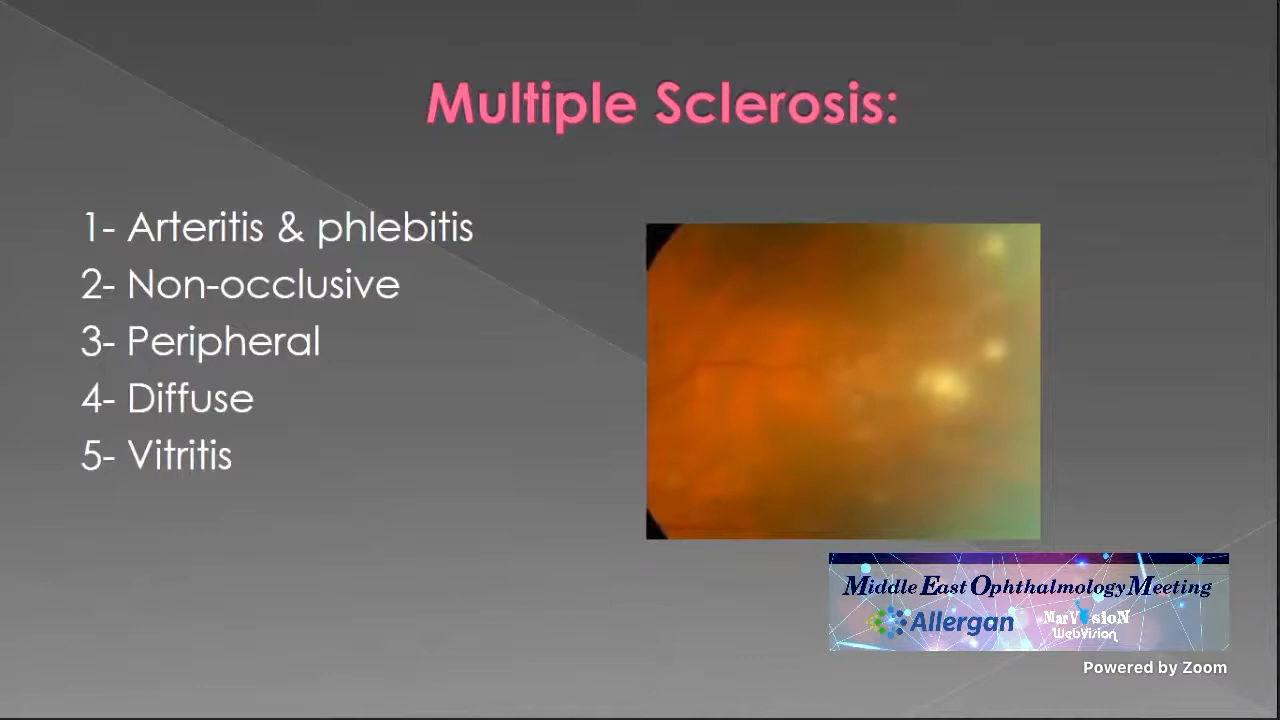 Multiple Sclerosis:
1- Arteritis & phlebitis
2- Non-occlusive
3- Peripheral
4- Diffuse
5- Vitritis
Middle East Ophthalmology Meeting
Allergan
MarVision
WebVision
Powered by Zoom